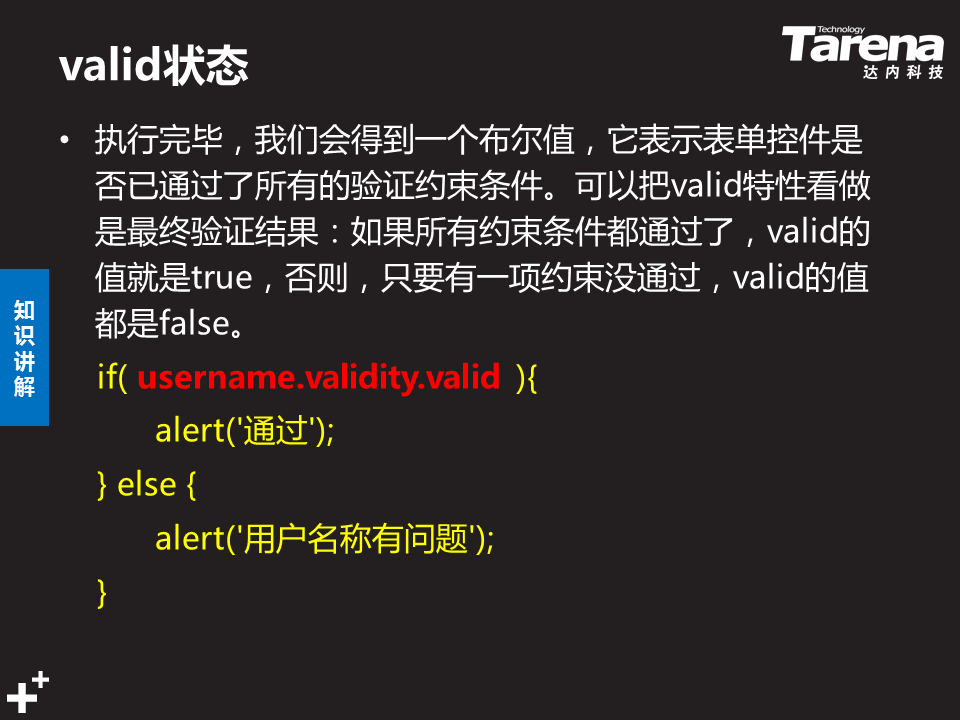 valid状态
Technology
Tarena
达内科技
• 执行完毕，我们会得到一个布尔值，它表示表单控件是
否已通过了所有的验证约束条件。可以把valid特性看做
是最终验证结果：如果所有约束条件都通过了，valid的
值就是true，否则，只要有一项约束没通过，valid的值
都是false。
知
识
讲
解
if( username.validity.valid ){
alert('通过');
} else {
alert('用户名称有问题');
}